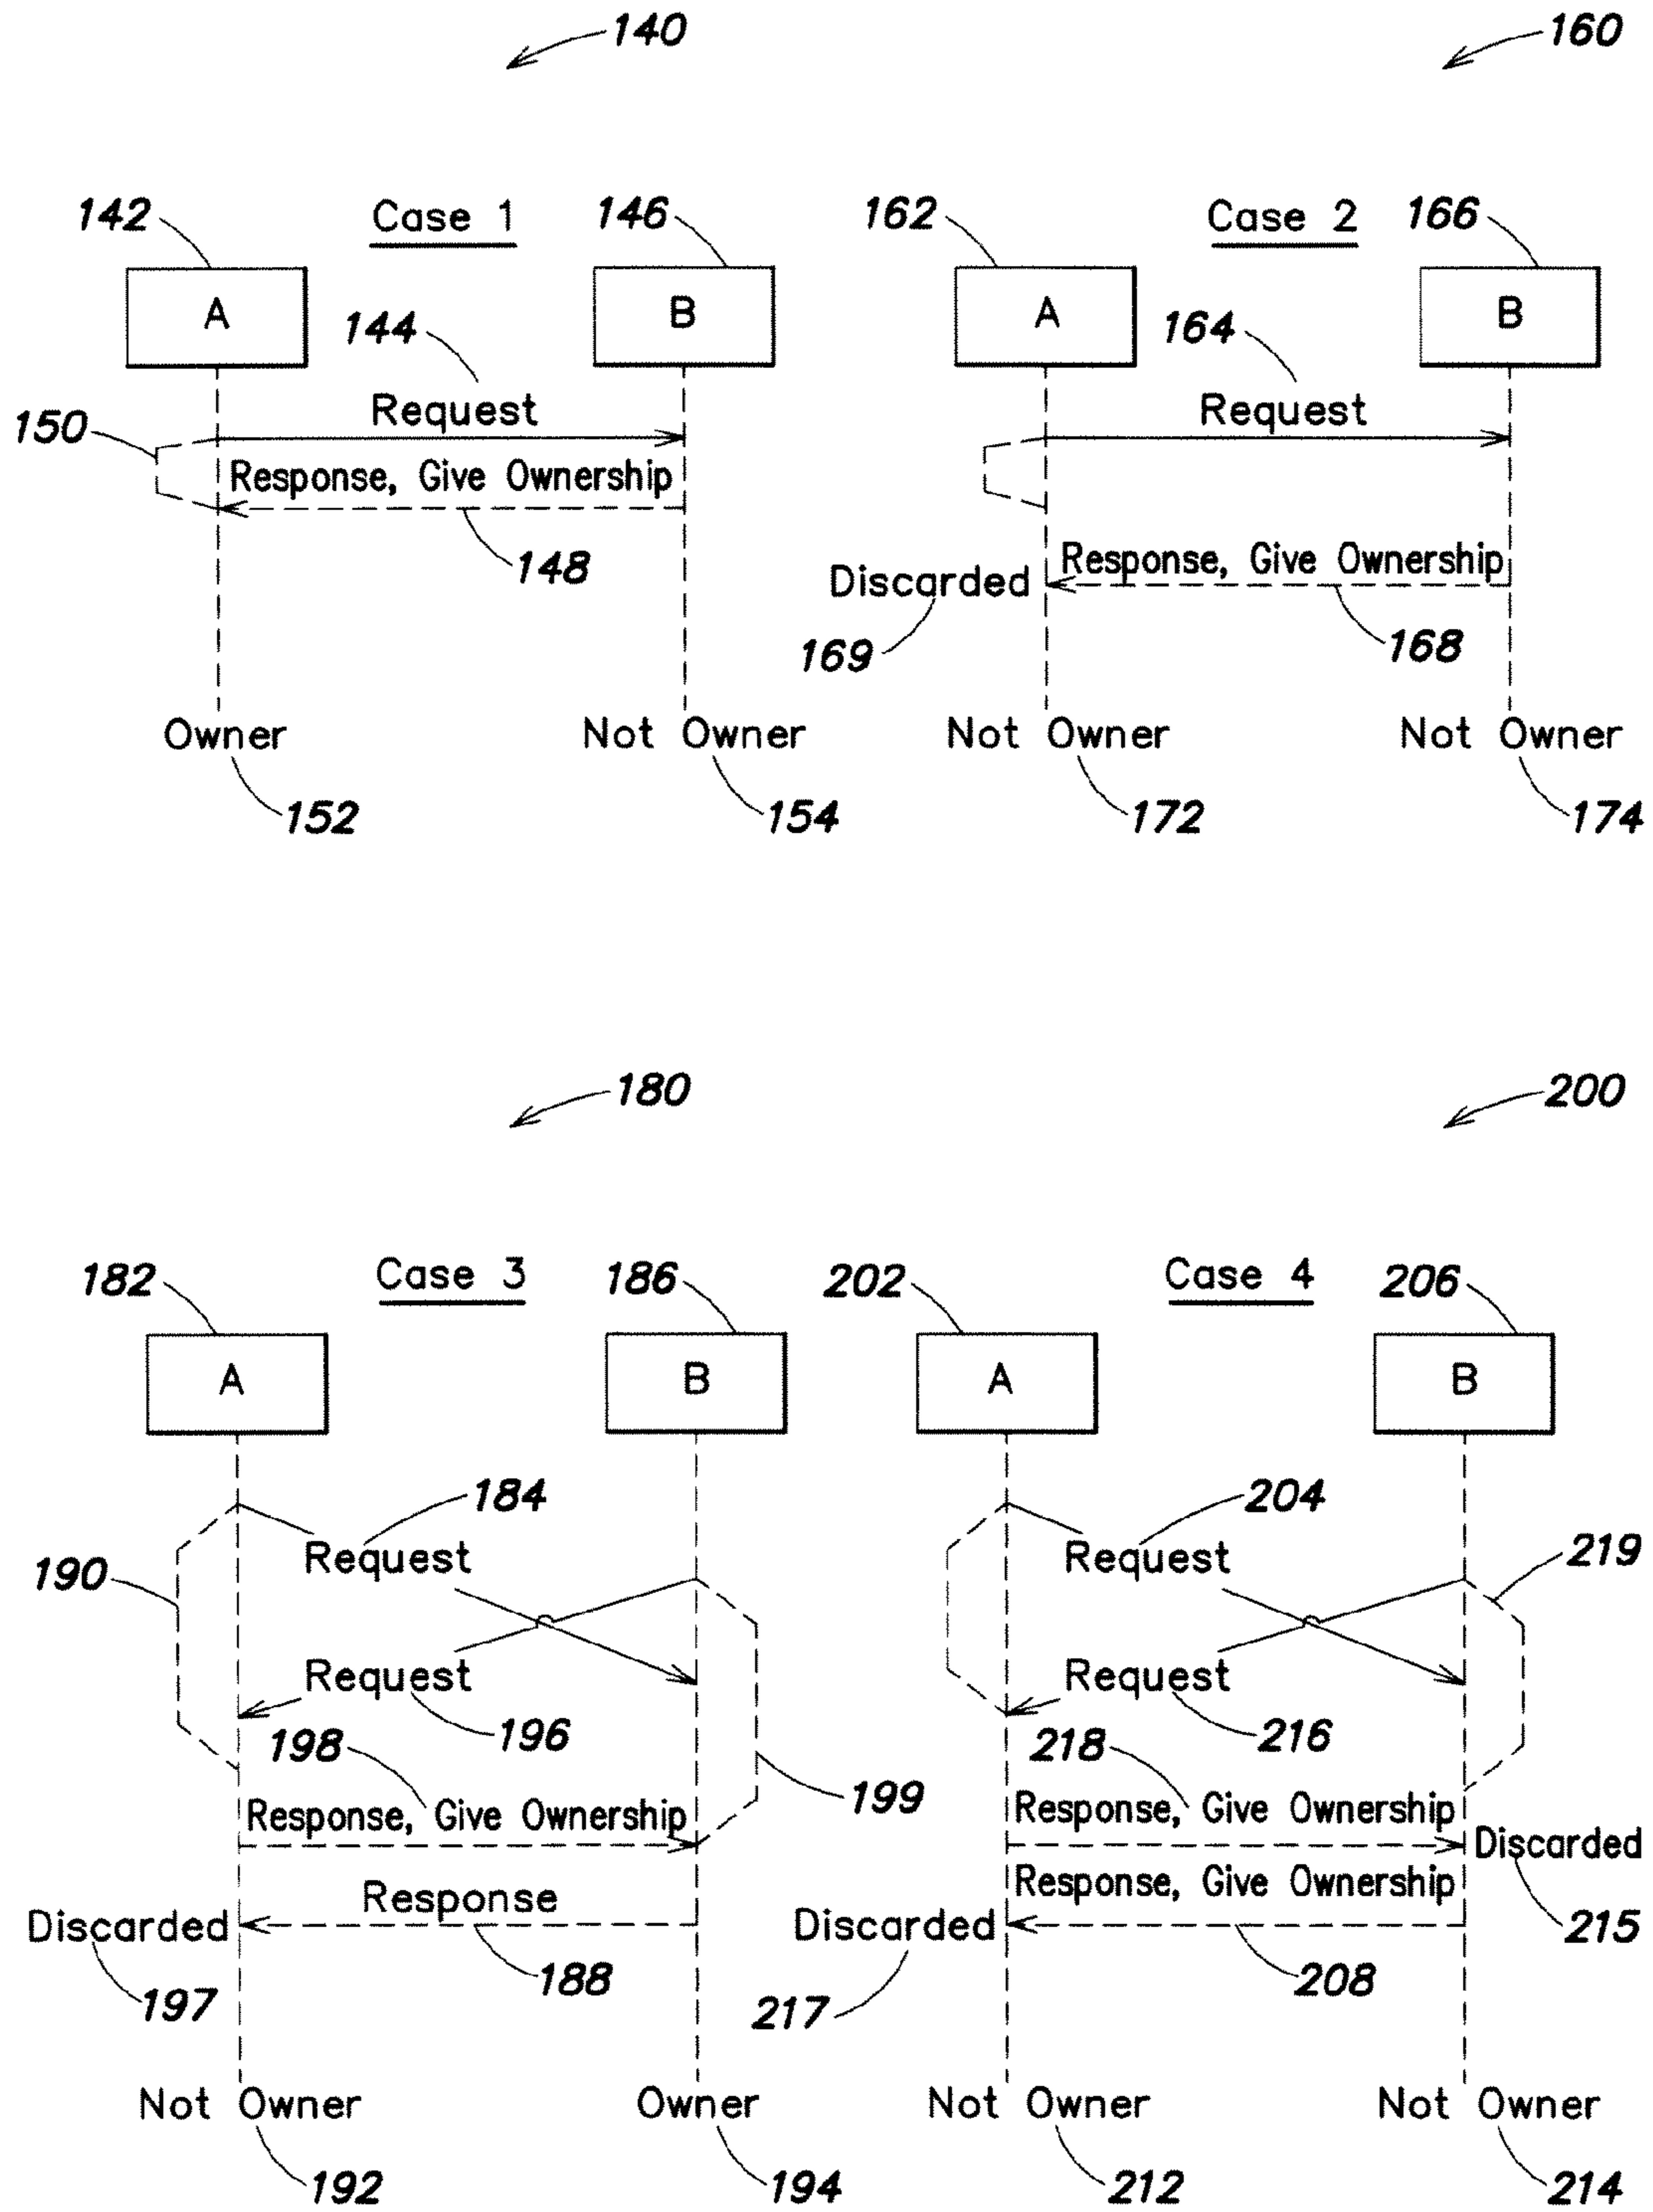 140 160
142 Case 1 146 162 Case 2 166
A B A B
144 164
150 Request Request
Response, Give Ownership
148 Response, Give Ownership
Discarded
169 168
Owner Not Owner Not Owner Not Owner
152 154 172 174
180 200
182 Case 3 186 202 Case 4 206
A B A B
184 204
190 Request Request 219
Request Request
198 196 218 216
199
Response, Give Ownership Response, Give Ownership
Discarded
Response Response, Give Ownership
Discarded Discarded 215
197 188 217 208
Not Owner Owner Not Owner Not Owner
192 194 212 214